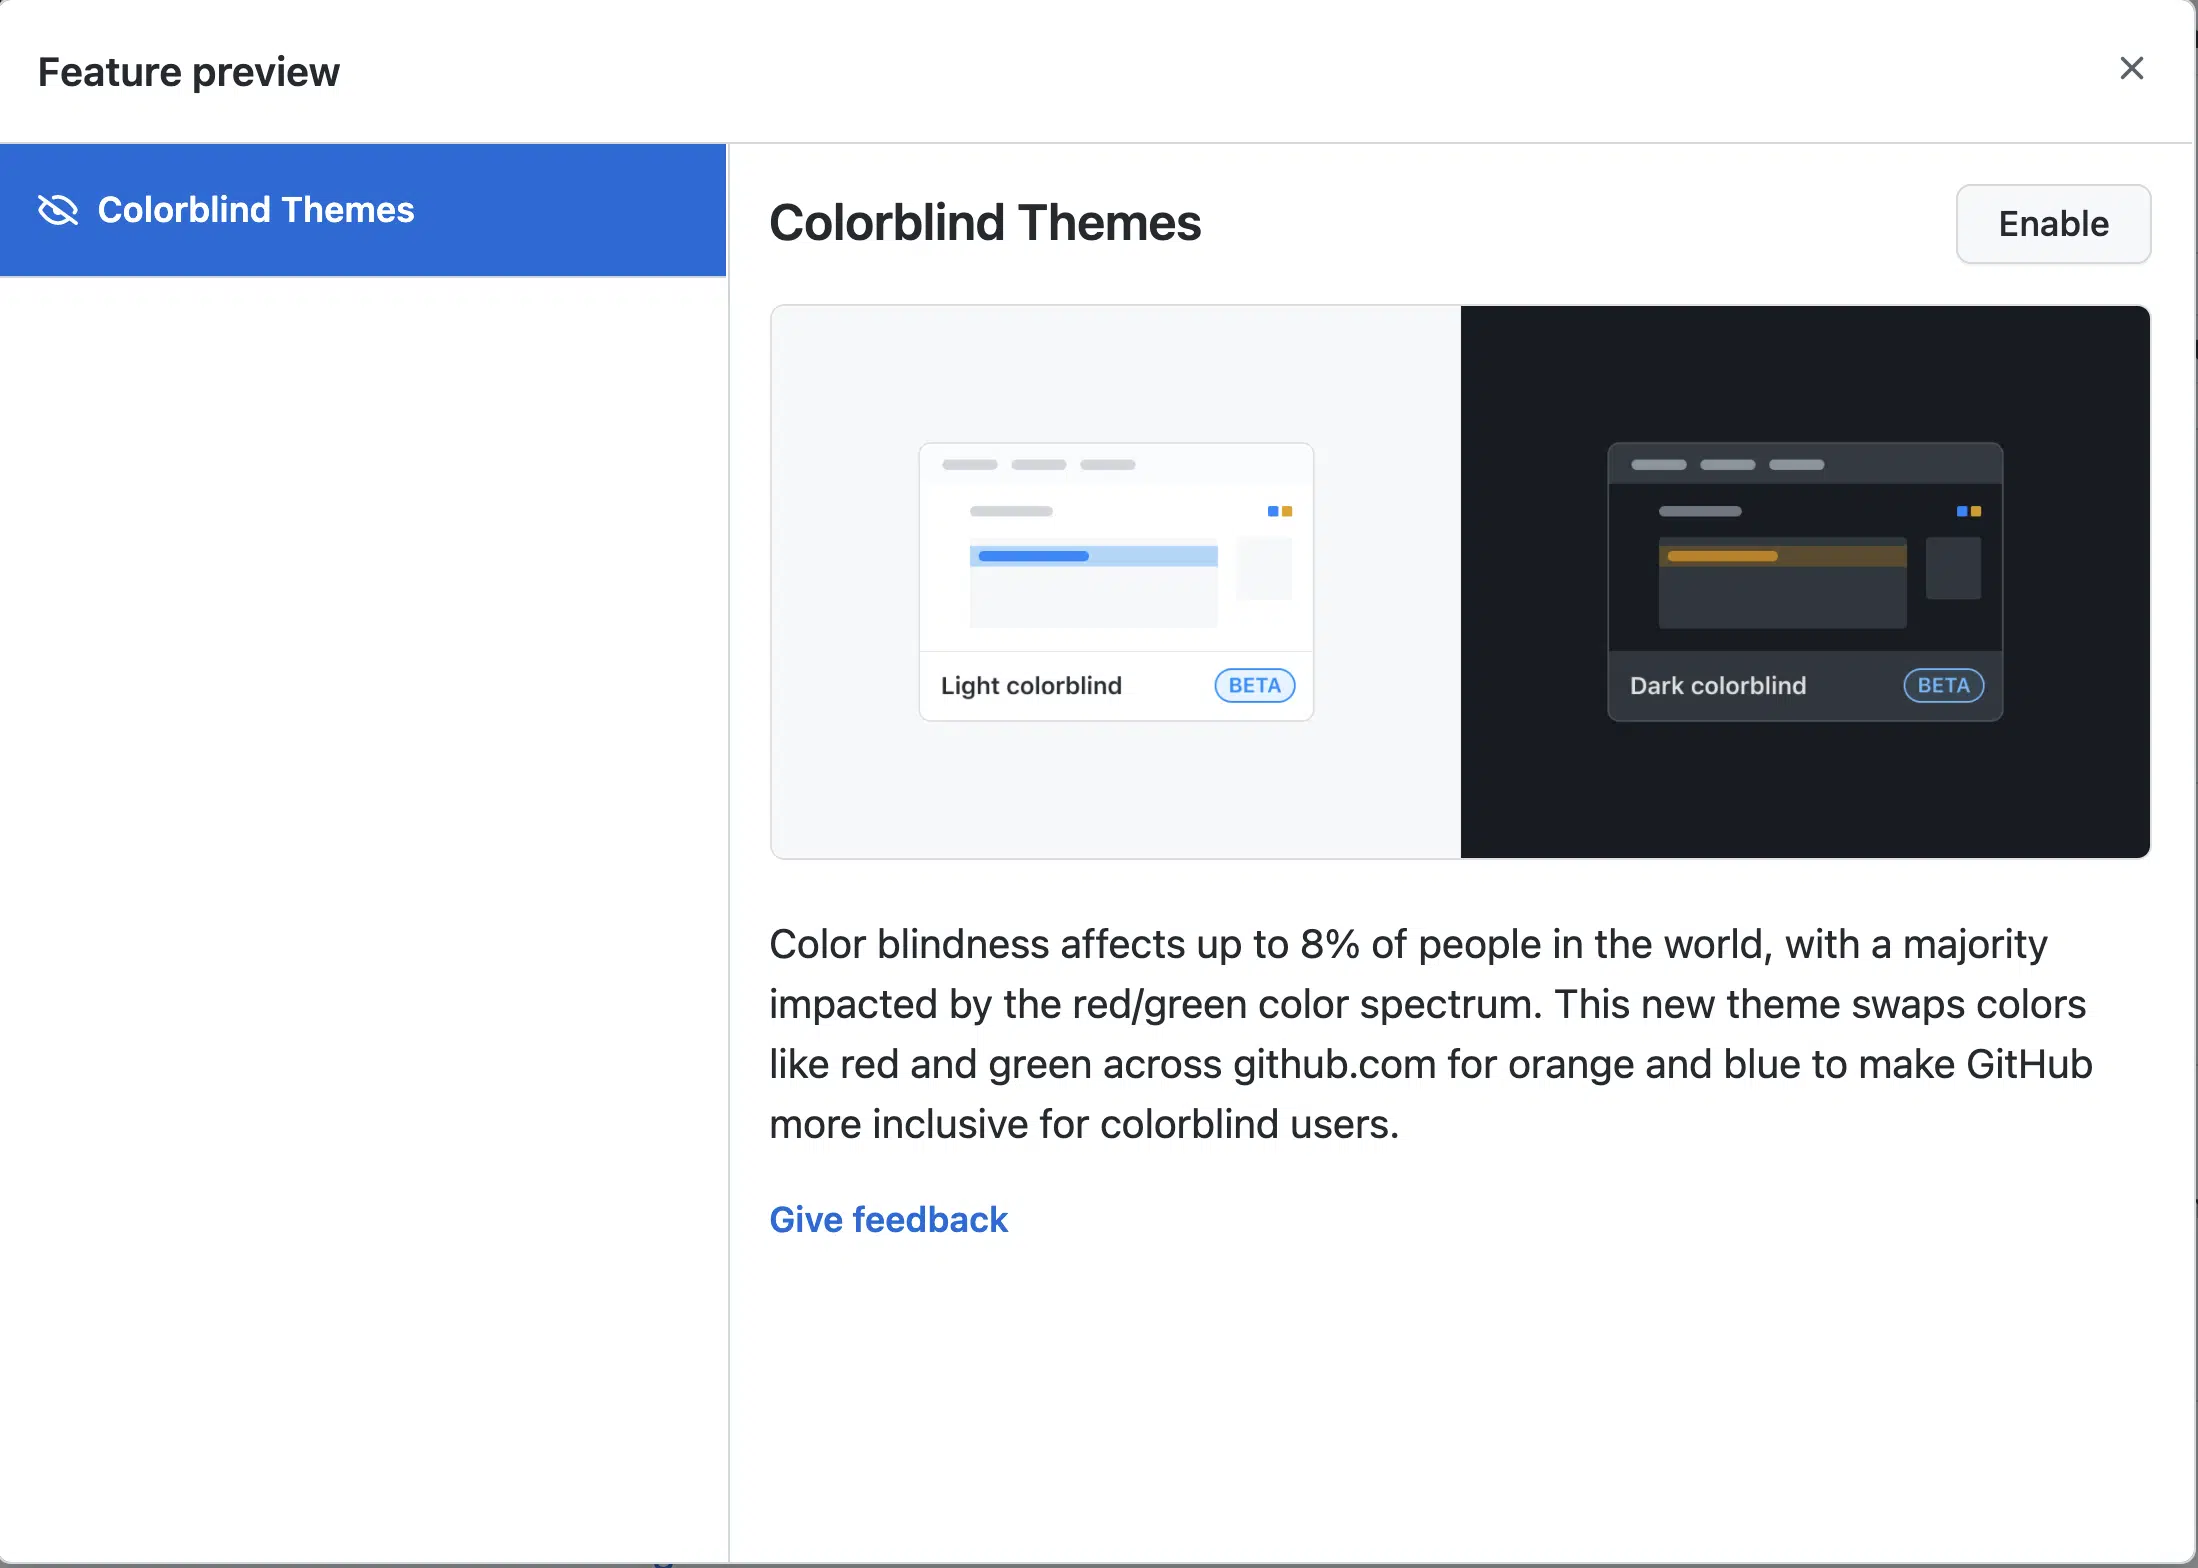 Feature preview
Colorblind Themes
Colorblind Themes
Enable
Light colorblind
BETA
Dark colorblind
BETA
Color blindness affects up to 8% of people in the world, with a majority
impacted by the red/green color spectrum. This new theme swaps colors
like red and green across github.com for orange and blue to make GitHub
more inclusive for colorblind users.
Give feedback